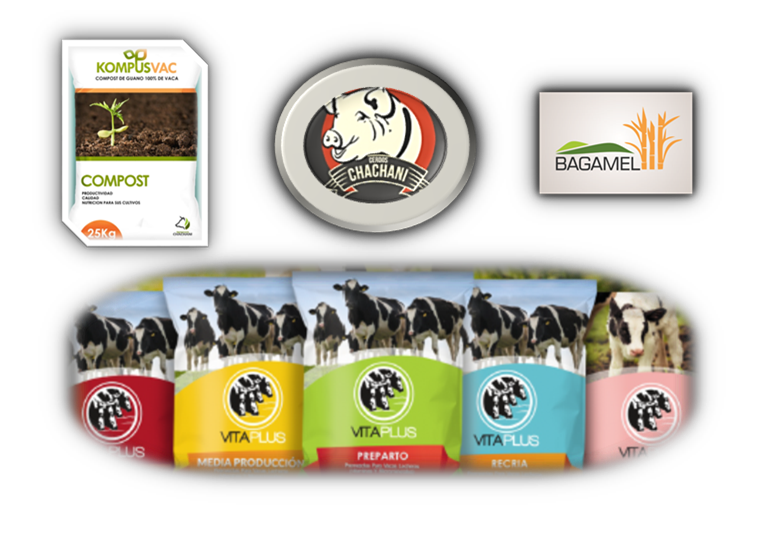 KOMPUSVAC
COMPOST DE GUANO 100% DE VACA
COMPOST
PRODUCTIVIDAD
CALIDAD
NUTRICION PARA SUS CULTIVOS
25Kg
CERDOS
CHACHANI
BAGAMEL
VITAPLUS
MEDIA PRODUCCIÓN
VITAPLUS
PREPARTO
VITAPLUS
RECRIA